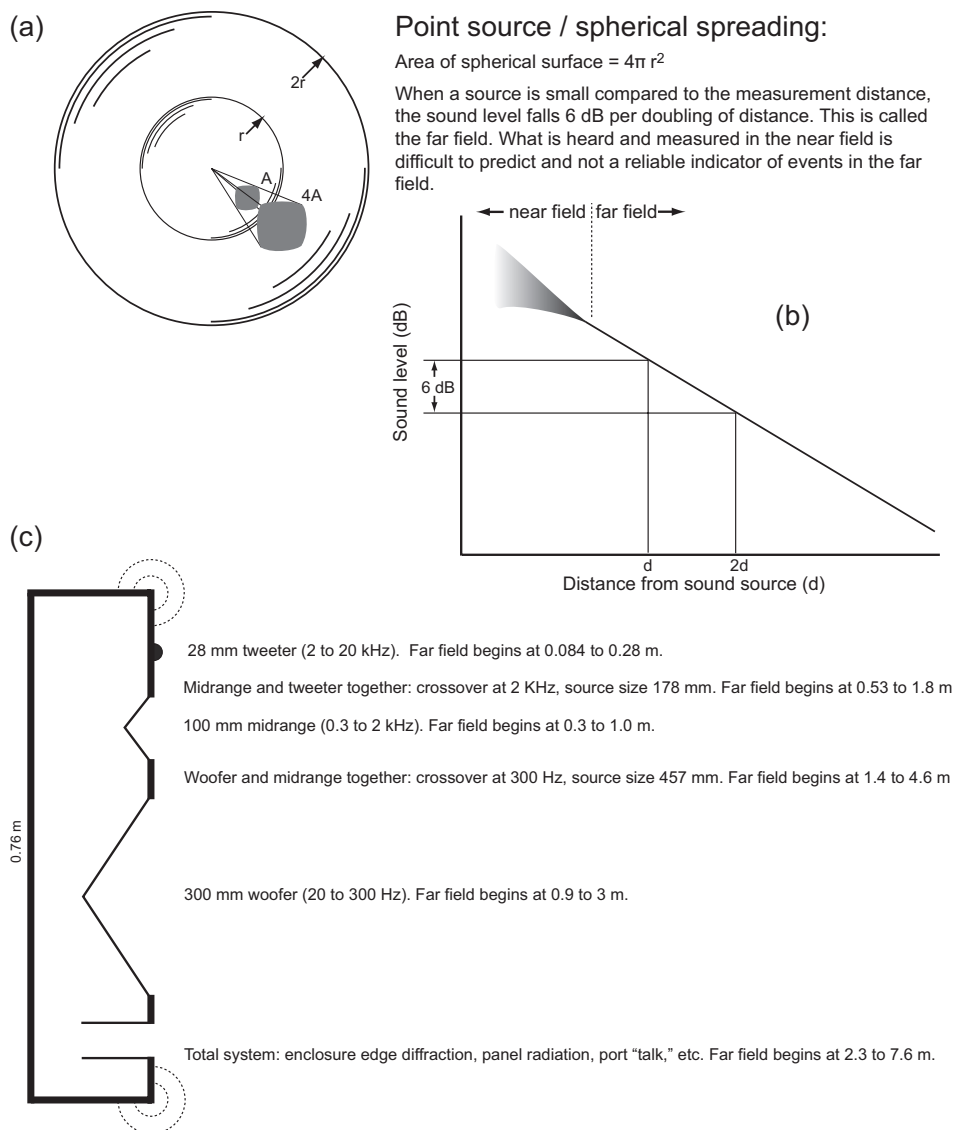 (a)
2r
r
A
4A
Point source / spherical spreading:
Area of spherical surface = 4π r²
When a source is small compared to the measurement distance,
the sound level falls 6 dB per doubling of distance. This is called
the far field. What is heard and measured in the near field is
difficult to predict and not a reliable indicator of events in the far
field.
near field
far field
(b)
Sound level (dB)
6 dB
d
2d
Distance from sound source (d)
(c)
0.76 m
28 mm tweeter (2 to 20 kHz). Far field begins at 0.084 to 0.28 m.
Midrange and tweeter together: crossover at 2 KHz, source size 178 mm. Far field begins at 0.53 to 1.8 m
100 mm midrange (0.3 to 2 kHz). Far field begins at 0.3 to 1.0 m.
Woofer and midrange together: crossover at 300 Hz, source size 457 mm. Far field begins at 1.4 to 4.6 m
300 mm woofer (20 to 300 Hz). Far field begins at 0.9 to 3 m.
Total system: enclosure edge diffraction, panel radiation, port “talk,” etc. Far field begins at 2.3 to 7.6 m.